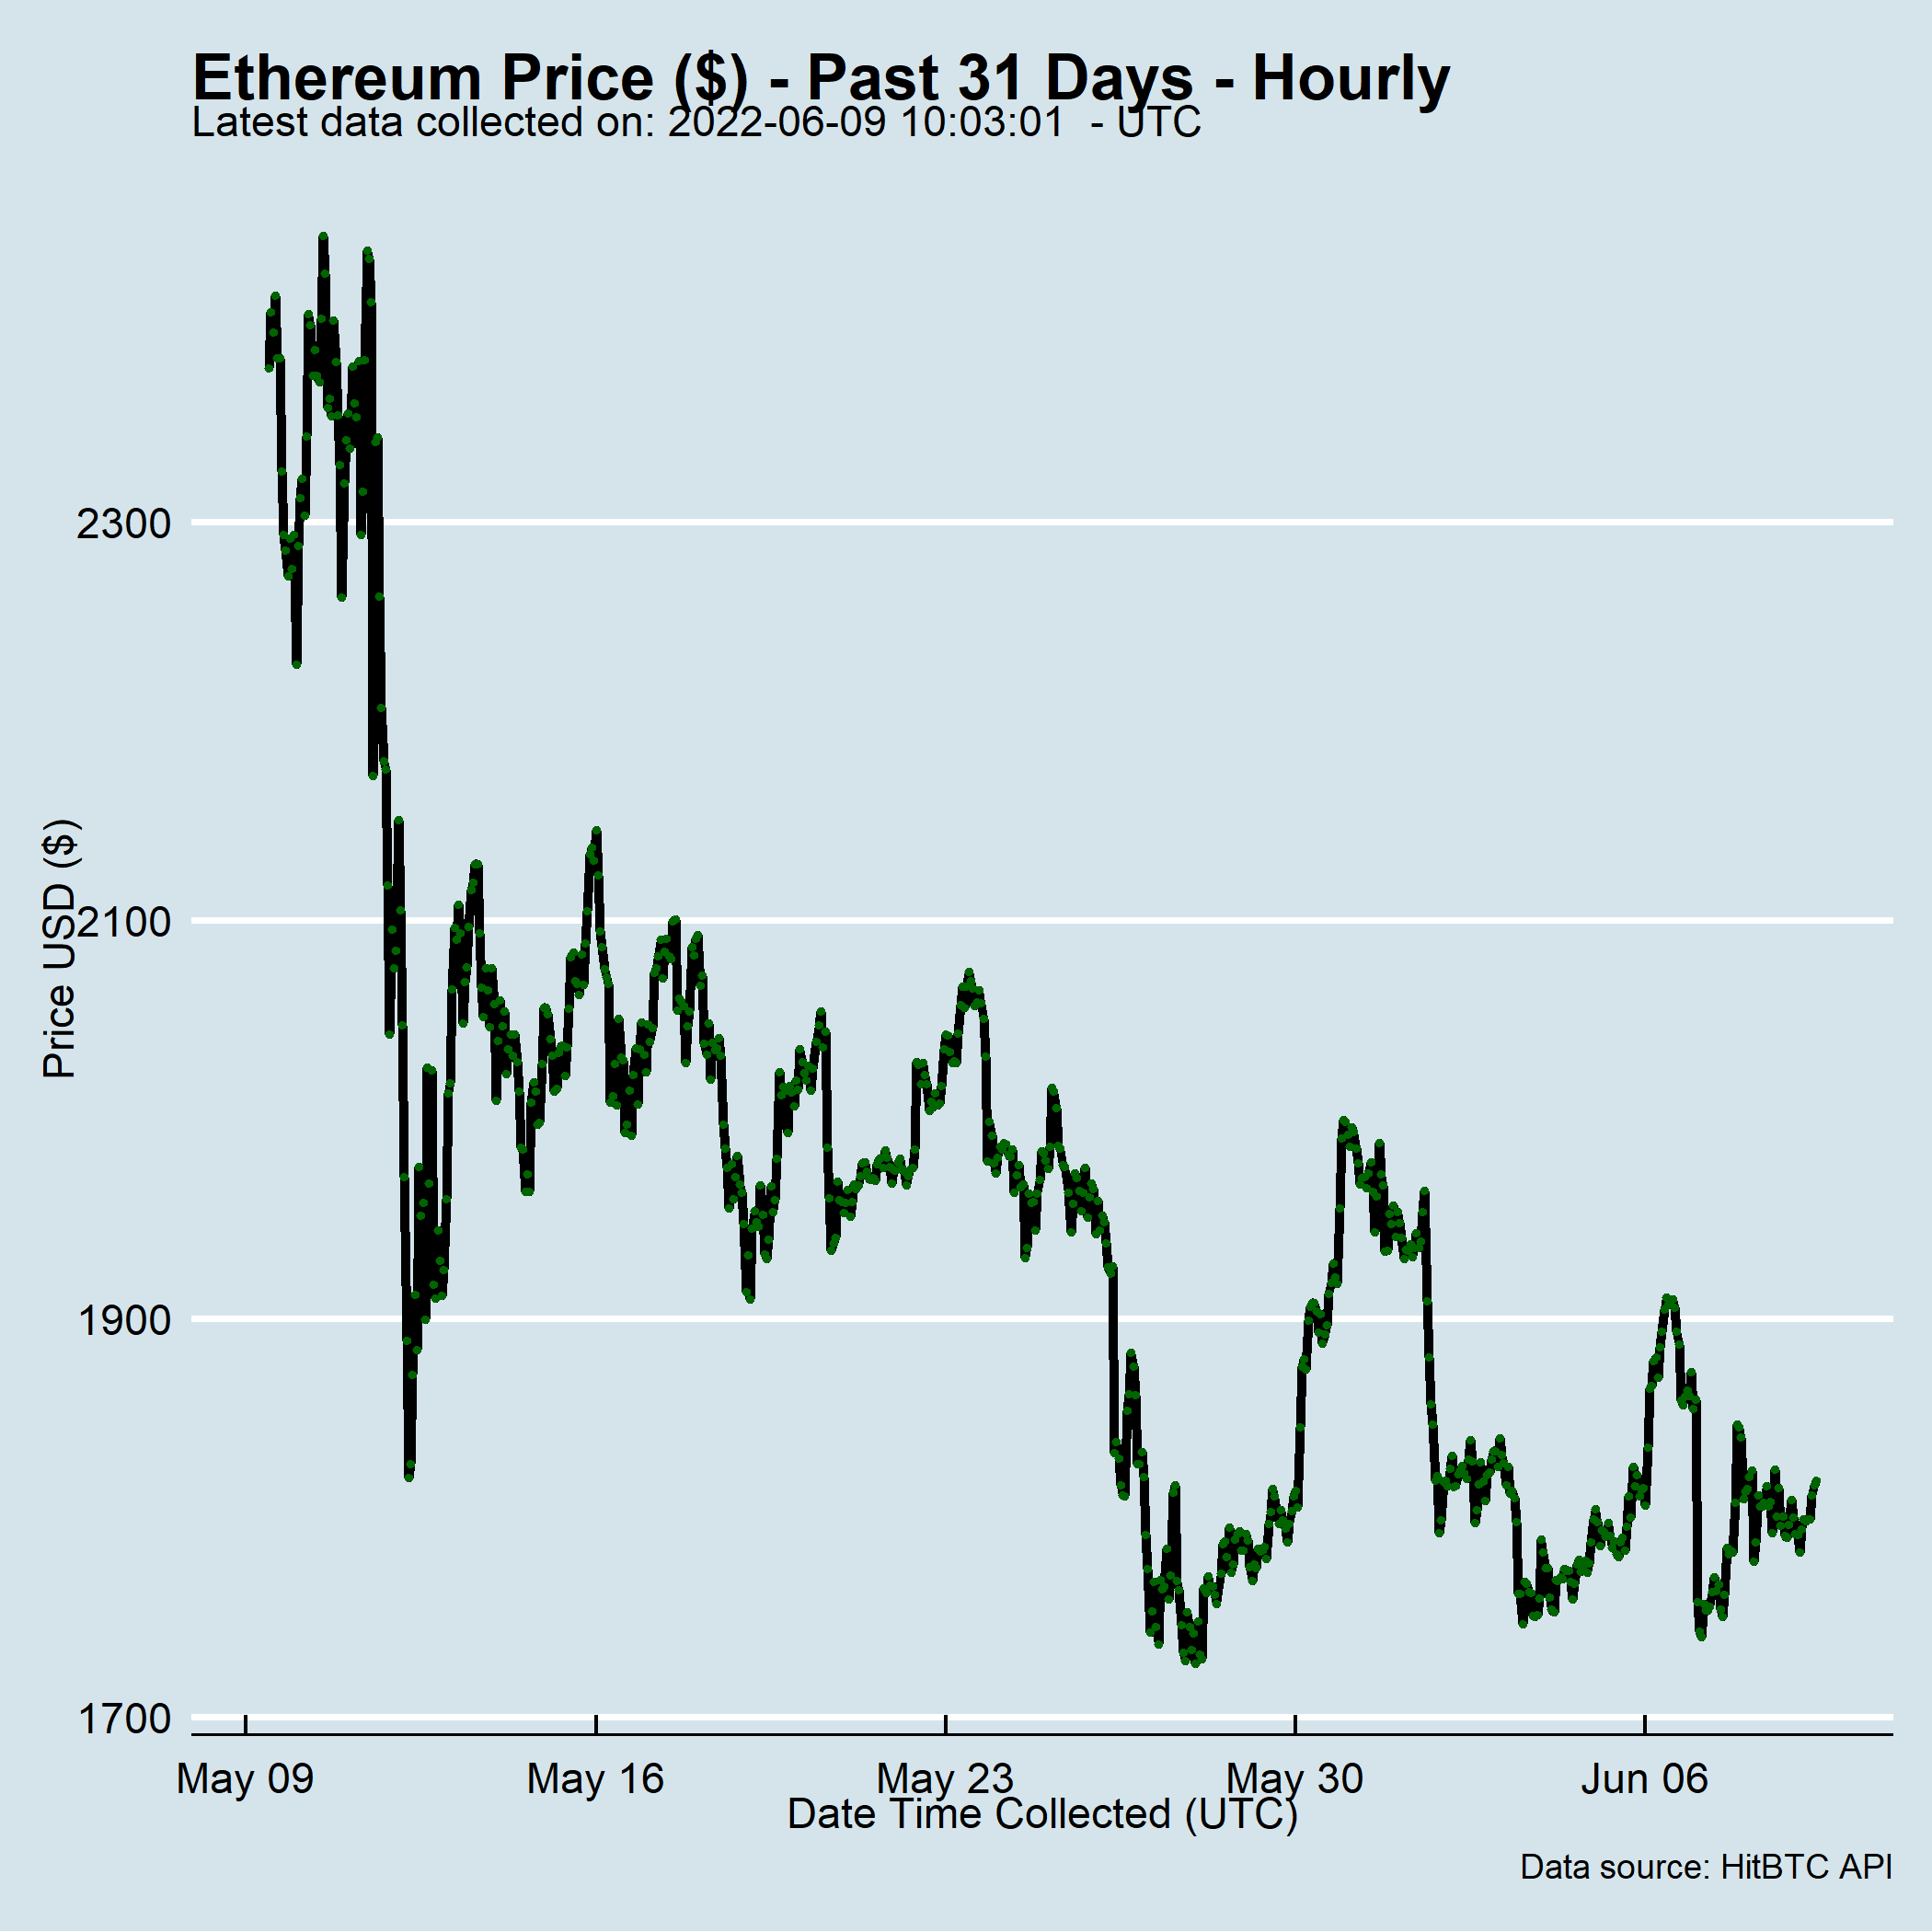 Ethereum Price ($) - Past 31 Days - Hourly
Latest data collected on: 2022-06-09 10:03:01  - UTC
Price USD ($)
2300
2100
1900
1700
May 09
May 16
May 23
May 30
Jun 06
Date Time Collected (UTC)
Data source: HitBTC API